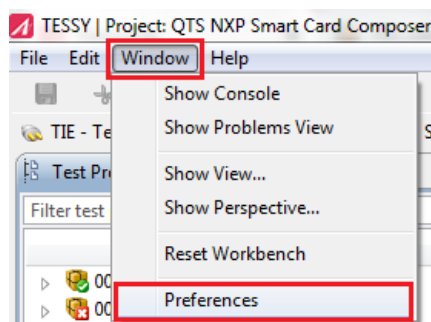 TESSY | Project: QTS NXP Smart Card Composer
File Edit Window Help
Show Console
TIE - Te
Show Problems View
S
Test Pr
Show View...
Filter test
Show Perspective...
Reset Workbench
00
Preferences
00